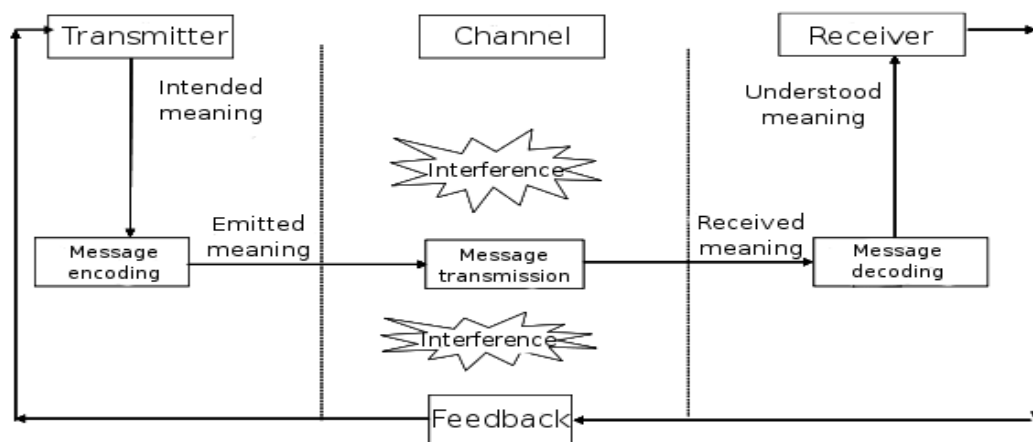 Transmitter
Channel
Receiver
Intended
meaning
Understood
meaning
Interference
Emitted
meaning
Received
meaning
Message
encoding
Message
transmission
Message
decoding
Interference
Feedback